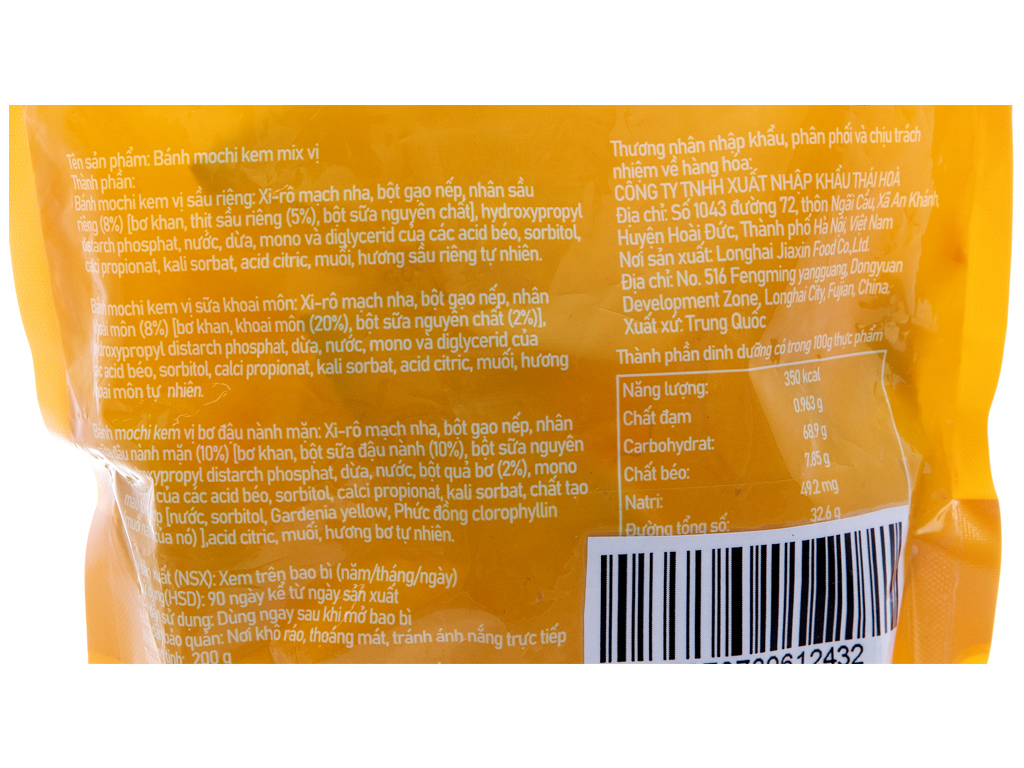 Tên sản phẩm: Bánh mochi kem mix vị
Thành phần:
Bánh mochi kem vị sầu riêng: Xi-rô mạch nha, bột gạo nếp, nhân sầu
riêng (8%) [bơ khan, thịt sầu riêng (5%), bột sữa nguyên chất], hydroxypropyl
distarch phosphat, nước, dừa, mono và diglycerid của các acid béo, sorbitol,
calci propionat, kali sorbat, acid citric, muối, hương sầu riêng tự nhiên.
Bánh mochi kem vị sữa khoai môn: Xi-rô mạch nha, bột gạo nếp, nhân
khoai môn (8%) [bơ khan, khoai môn (20%), bột sữa nguyên chất (2%)],
hydroxypropyl distarch phosphat, dừa, nước, mono và diglycerid của
các acid béo, sorbitol, calci propionat, kali sorbat, acid citric, muối, hương
khoai môn tự nhiên.
Bánh mochi kem vị bơ đậu nành mặn: Xi-rô mạch nha, bột gạo nếp, nhân
đậu nành mặn (10%) [bơ khan, bột sữa đậu nành (10%), bột sữa nguyên
distarch phosphat, dừa, nước, bột quả bơ (2%), mono
của các acid béo, sorbitol, calci propionat, kali sorbat, chất tạo
[nước, sorbitol, Gardenia yellow, Phức đồng clorophyllin
của nó) ],acid citric, muối, hương bơ tự nhiên.
(NSX): Xem trên bao bì (năm/tháng/ngày)
(HSD): 90 ngày kể từ ngày sản xuất
sử dụng: Dùng ngay sau khi mở bao bì
bảo quản: Nơi khô ráo, thoáng mát, tránh ánh nắng trực tiếp
200 g
Thương nhân nhập khẩu, phân phối và chịu trách
nhiệm về hàng hóa:
CÔNG TY TNHH XUẤT NHẬP KHẨU THÁI HOÀ
Địa chỉ: Số 1043 đường 72, thôn Ngãi Cầu, Xã An Khánh,
Huyện Hoài Đức, Thành phố Hà Nội, Việt Nam
Nơi sản xuất: Longhai Jiaxin Food Co.,Ltd.
Địa chỉ: No. 516 Fengming yangguang, Dongyuan
Development Zone, Longhai City, Fujian, China.
Xuất xứ: Trung Quốc
Thành phần dinh dưỡng có trong 100g thực phẩm
Năng lượng: 350 kcal
Chất đạm 0.963 g
Carbohydrat: 68.9 g
Chất béo: 7.85 g
Natri: 49.2 mg
Đường tổng số: 32.6 g